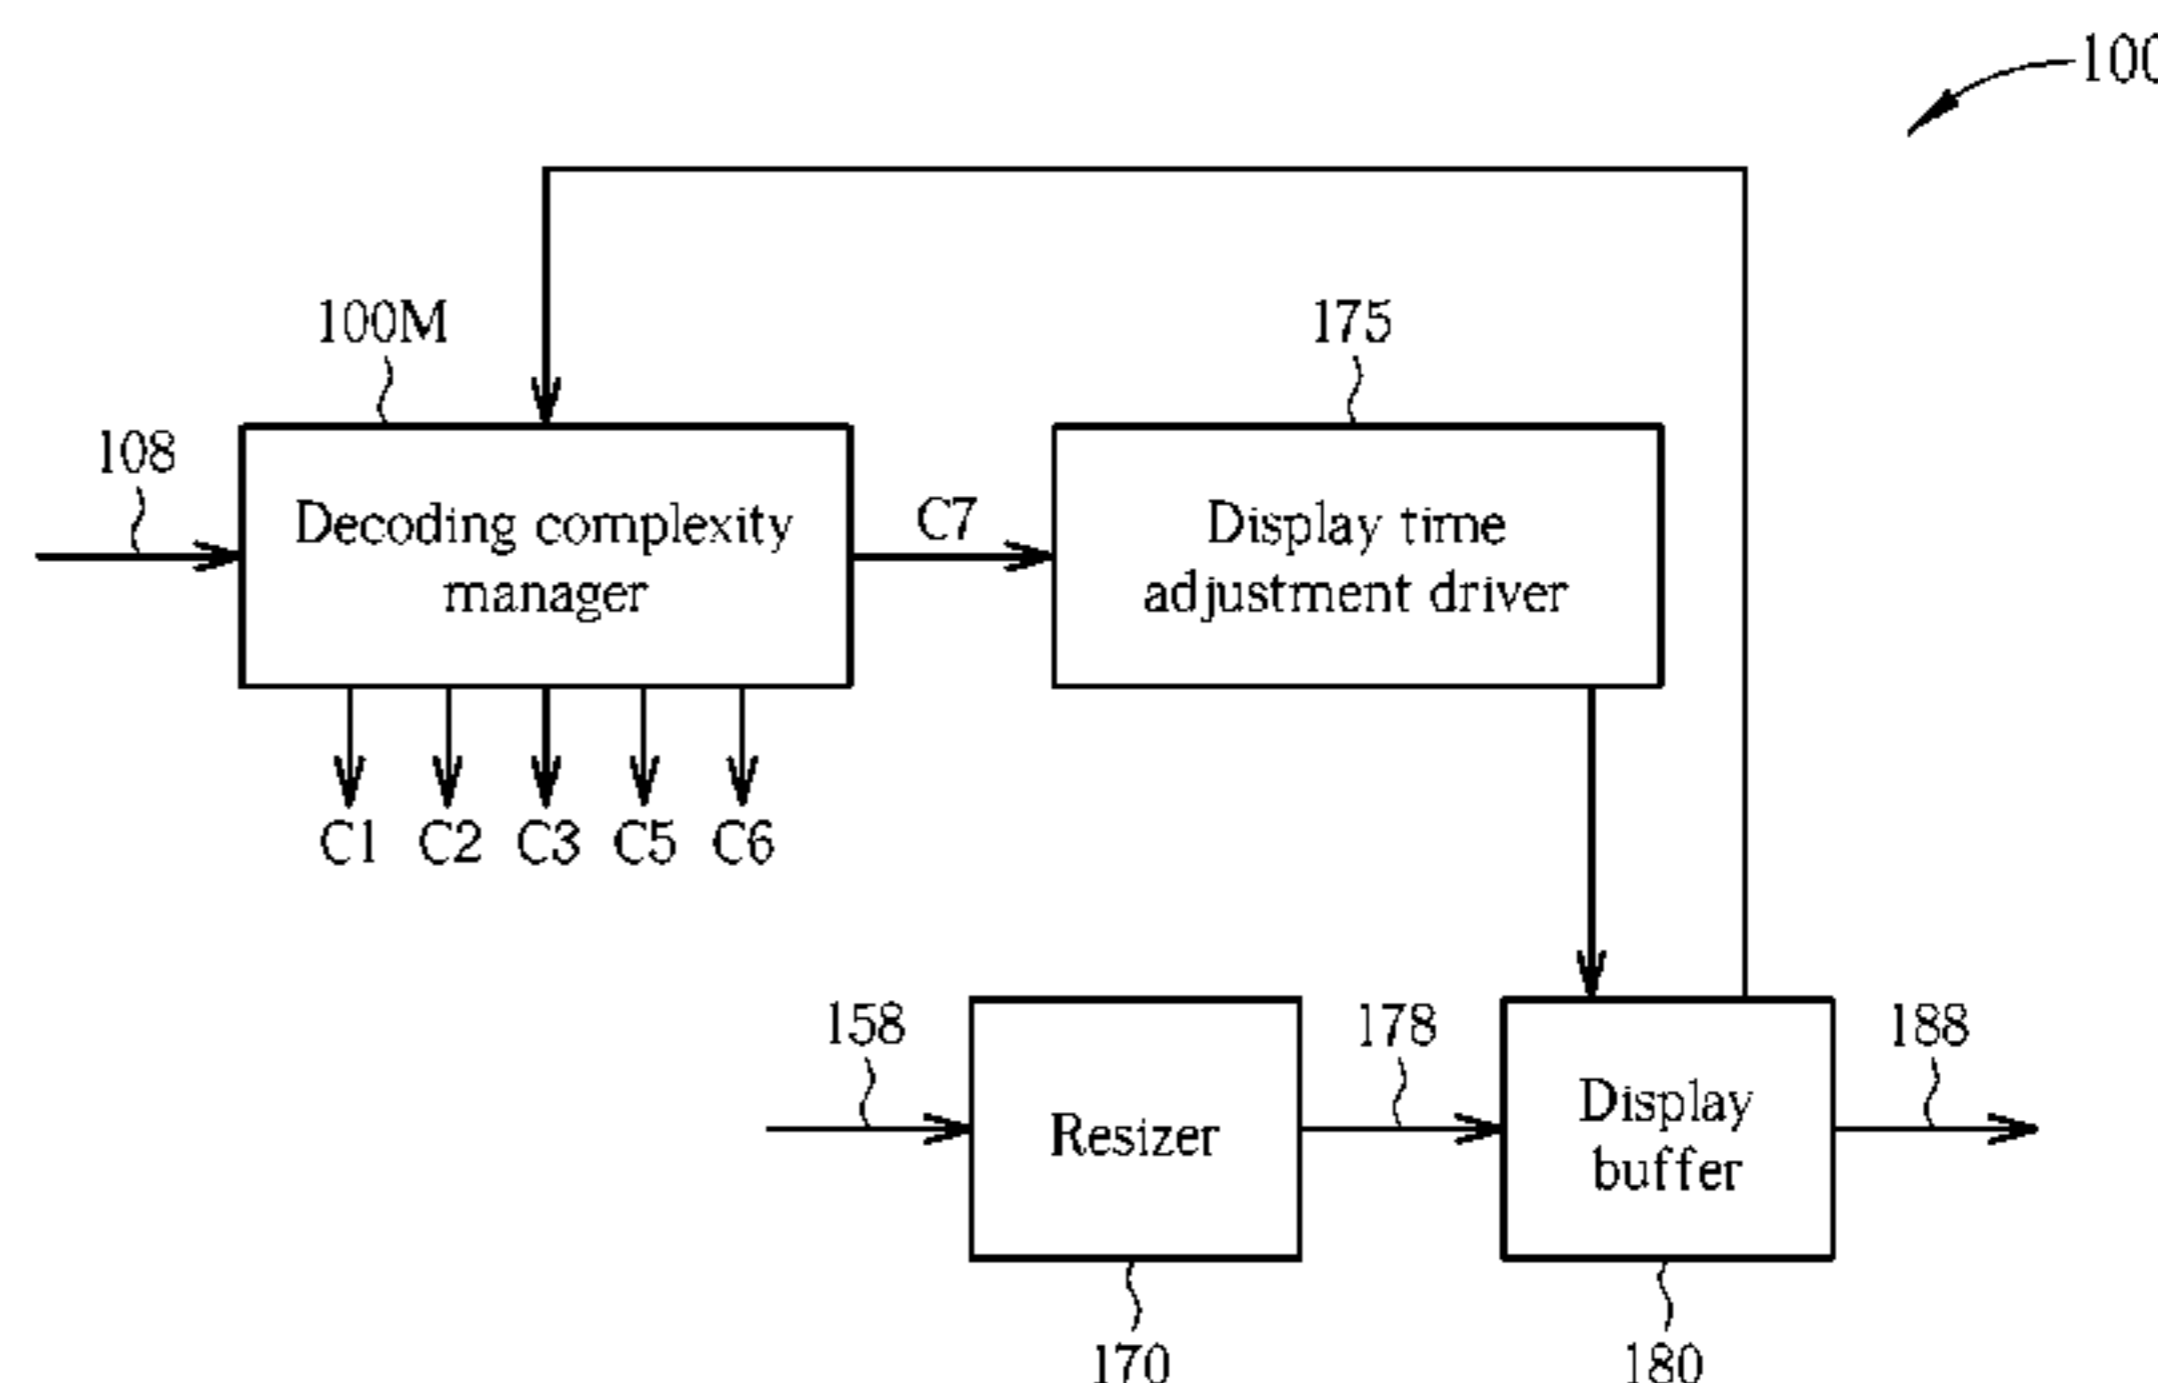 100
100M
175
108
Decoding complexity
manager
C7
Display time
adjustment driver
C1 C2 C3 C5 C6
158
178
188
Resizer
Display
buffer
170
180